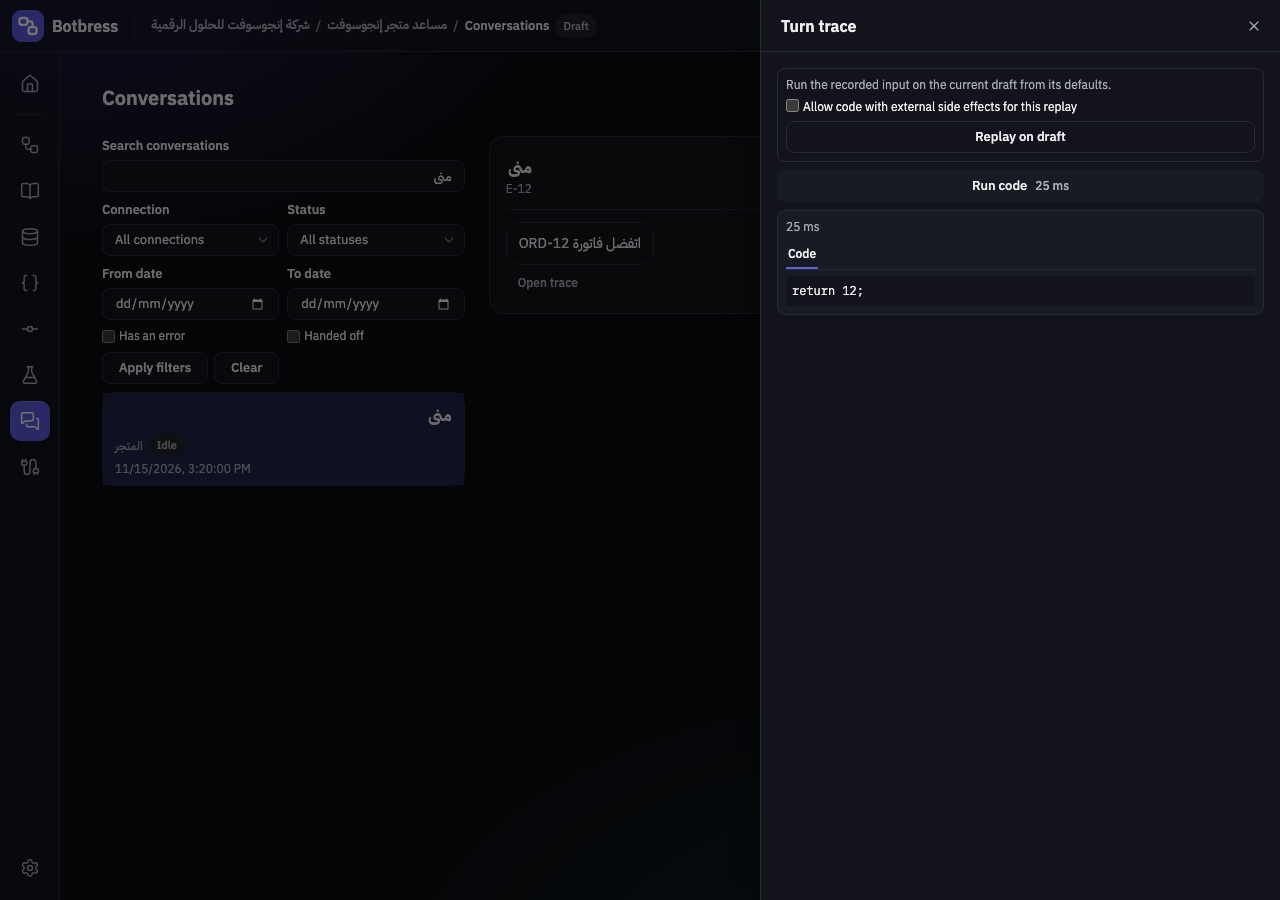 Botbress
شركة إنجوسوفت للحلول الرقمية / مساعد متجر إنجوسوفت / Conversations Draft
Conversations
Search conversations
منى
Connection Status
All connections All statuses
From date To date
dd/mm/yyyy dd/mm/yyyy
Has an error Handed off
Apply filters Clear
منى
المتجر Idle
11/15/2026, 3:20:00 PM
منى
E-12
اتفضل فاتورة ORD-12
Open trace
Turn trace
Run the recorded input on the current draft from its defaults.
Allow code with external side effects for this replay
Replay on draft
Run code 25 ms
25 ms
Code
return 12;